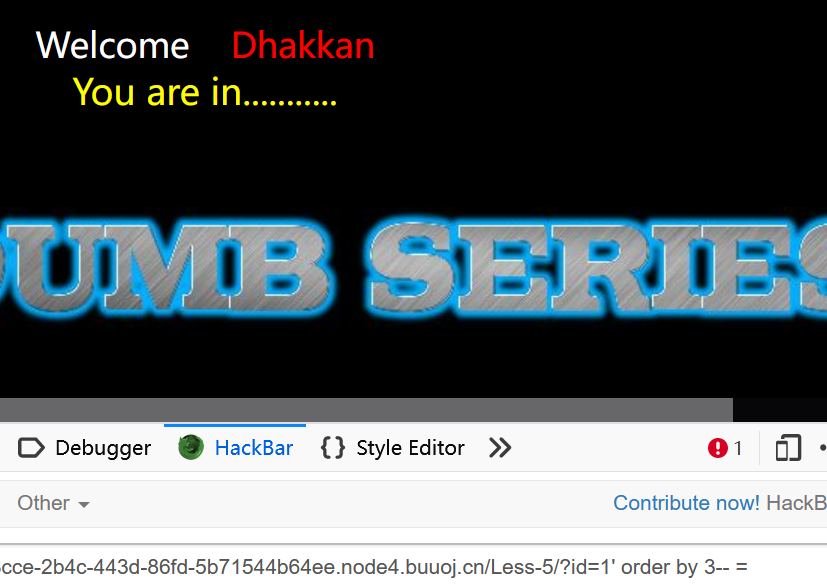 Welcome Dhakkan
You are in...........
DUMB SERIES
Debugger HackBar { } Style Editor 1
Other Contribute now! HackB
cce-2b4c-443d-86fd-5b71544b64ee.node4.buuoj.cn/Less-5/?id=1' order by 3-- =